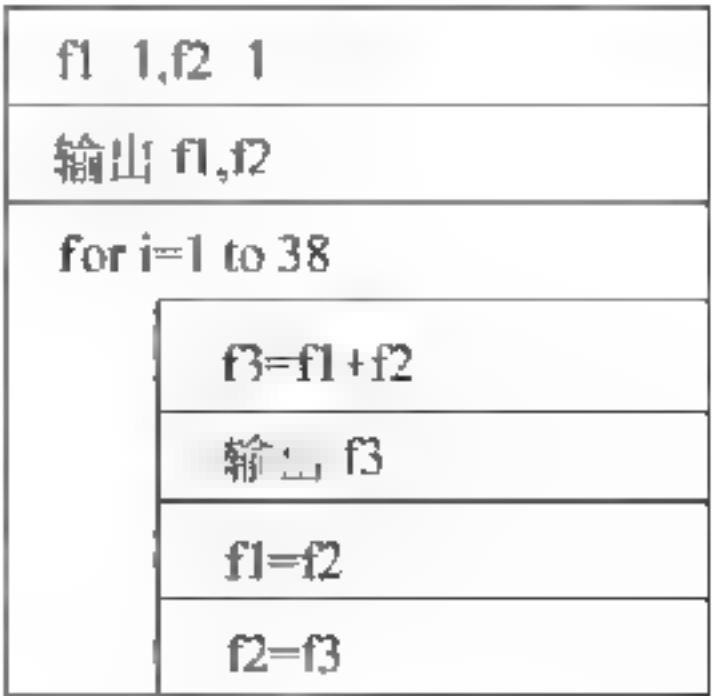 f1 1,f2 1
输出 f1,f2
for i=1 to 38
f3=f1+f2
输出 f3
f1=f2
f2=f3